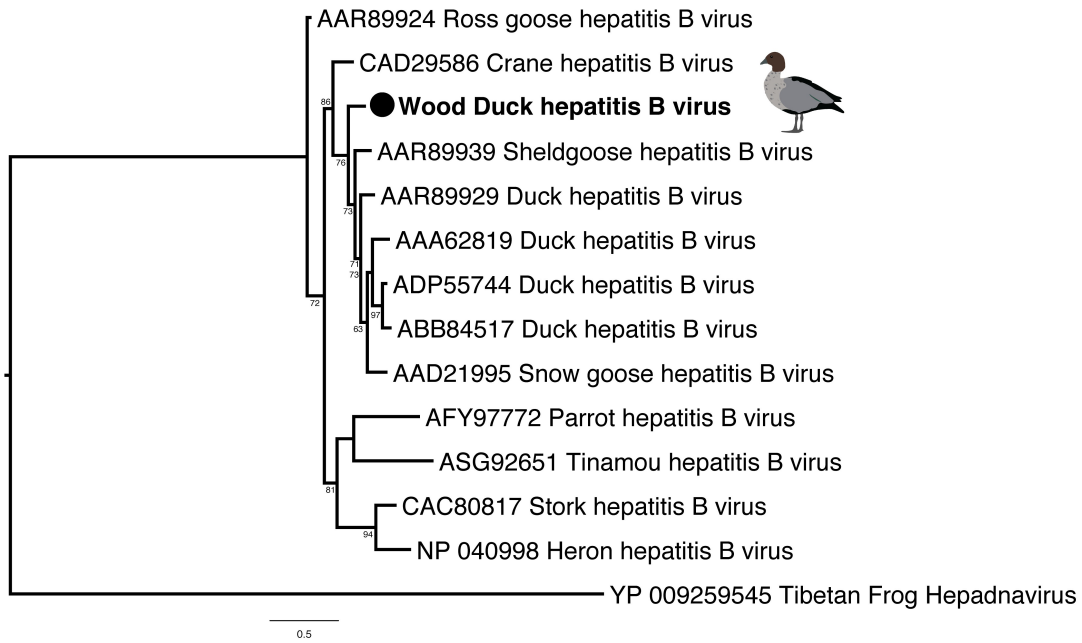 AAR89924 Ross goose hepatitis B virus
CAD29586 Crane hepatitis B virus
86
Wood Duck hepatitis B virus
AAR89939 Sheldgoose hepatitis B virus
76
AAR89929 Duck hepatitis B virus
73
AAA62819 Duck hepatitis B virus
71
73
ADP55744 Duck hepatitis B virus
72
97
ABB84517 Duck hepatitis B virus
63
AAD21995 Snow goose hepatitis B virus
AFY97772 Parrot hepatitis B virus
ASG92651 Tinamou hepatitis B virus
81
CAC80817 Stork hepatitis B virus
94
NP 040998 Heron hepatitis B virus
YP 009259545 Tibetan Frog Hepadnavirus
0.5